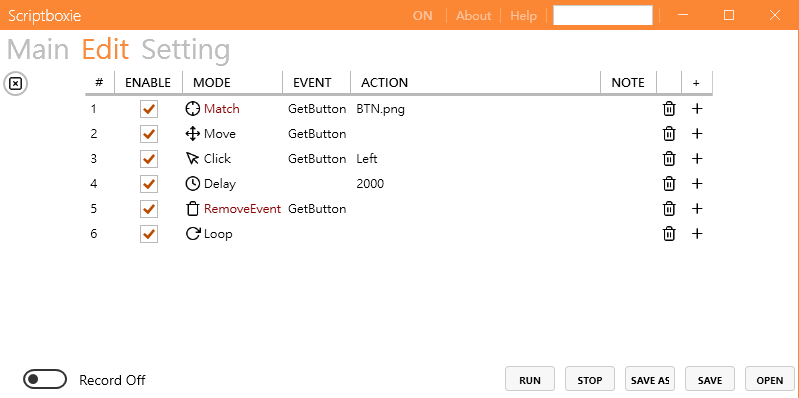 Scriptboxie ON About Help
Main Edit Setting
# ENABLE MODE EVENT ACTION NOTE +
1 Match GetButton BTN.png +
2 Move GetButton +
3 Click GetButton Left +
4 Delay 2000 +
5 RemoveEvent GetButton +
6 Loop +
Record Off RUN STOP SAVE AS SAVE OPEN